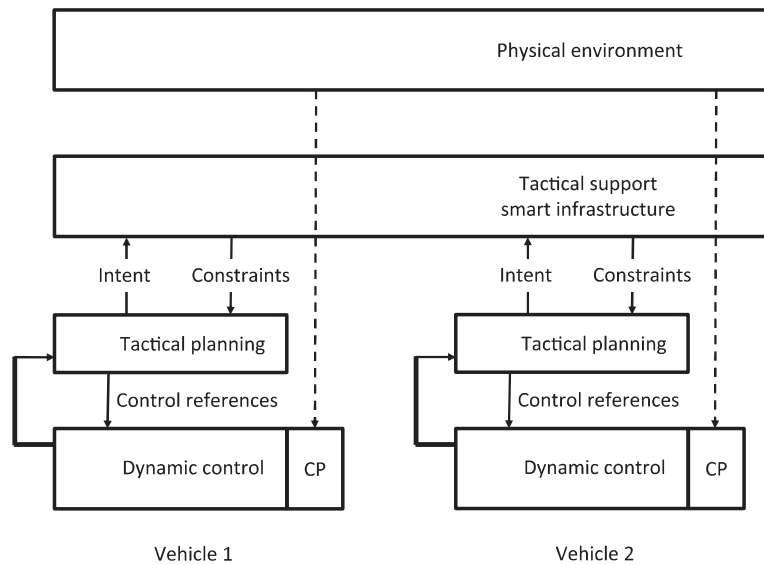 Physical environment
Tactical support
smart infrastructure
Intent
Constraints
Intent
Constraints
Tactical planning
Tactical planning
Control references
Control references
Dynamic control
CP
Dynamic control
CP
Vehicle 1
Vehicle 2